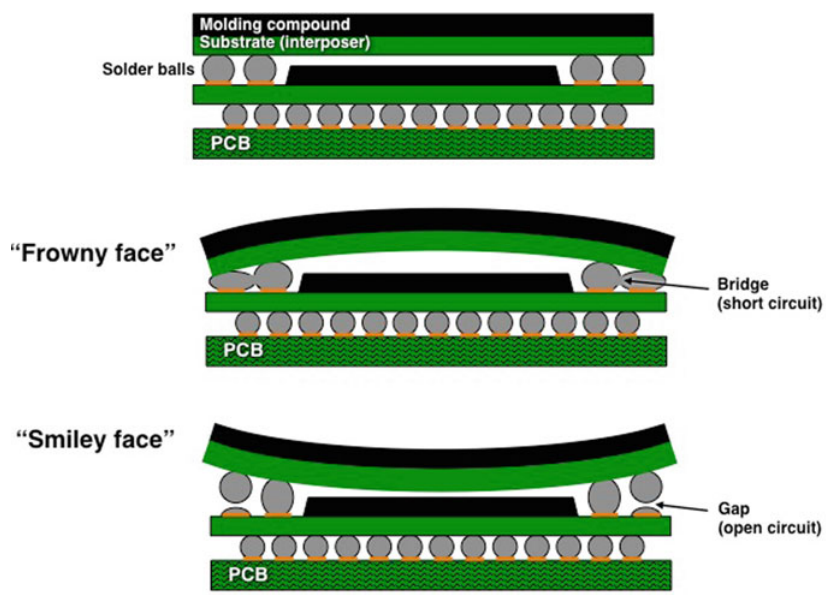 Molding compound
Substrate (interposer)
Solder balls
PCB
“Frowny face”
Bridge
(short circuit)
PCB
“Smiley face”
Gap
(open circuit)
PCB